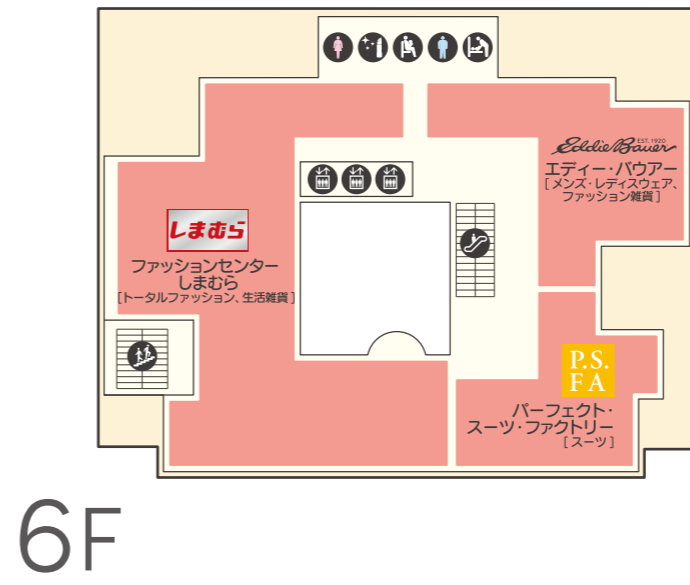 EST. 1920
Eddie Bauer
エディー・バウアー
[メンズ・レディスウェア、
ファッション雑貨]
しまむら
ファッションセンター
しまむら
[トータルファッション、生活雑貨]
P.S.
FA
パーフェクト・
スーツ・ファクトリー
[スーツ]
6F